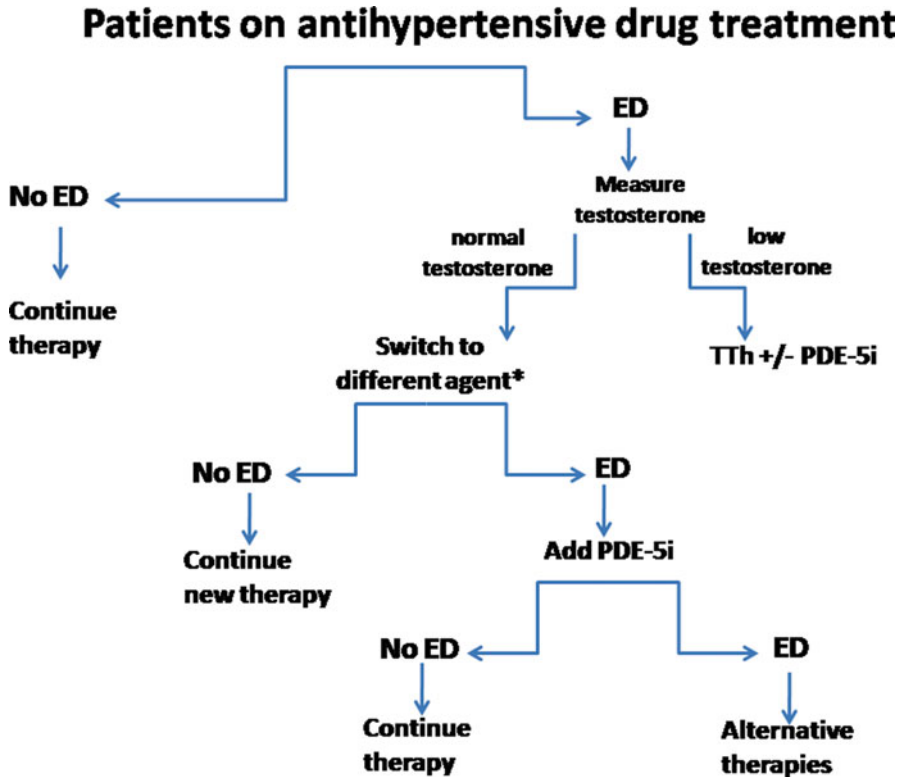 Patients on antihypertensive drug treatment
ED
No ED
Measure
testosterone
normal
testosterone
low
testosterone
Continue
therapy
Switch to
different agent*
TTh +/- PDE-5i
No ED
ED
Continue
new therapy
Add PDE-5i
No ED
ED
Continue
therapy
Alternative
therapies